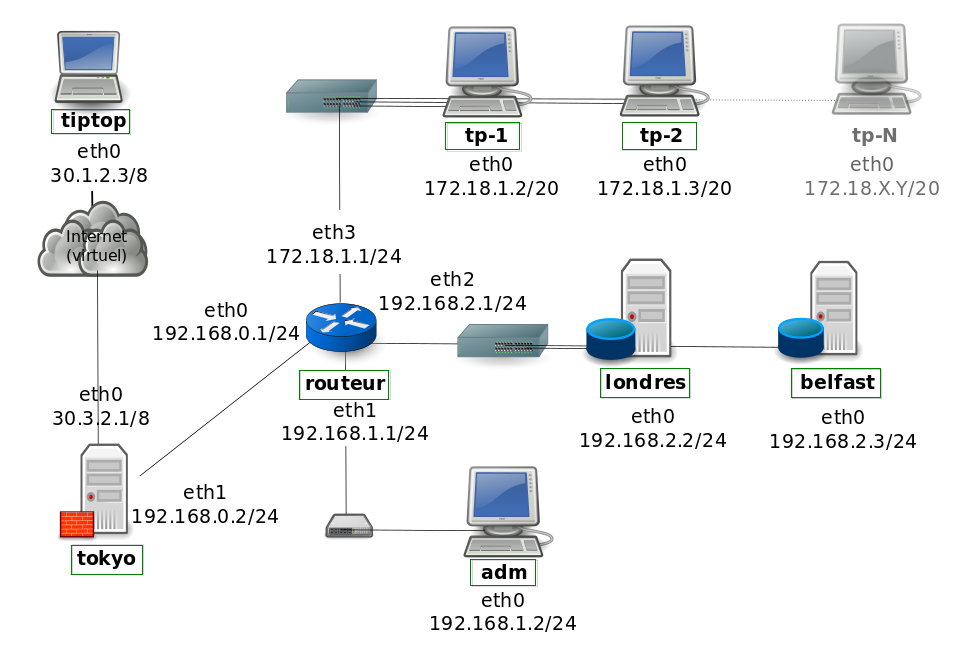 tiptop
eth0
30.1.2.3/8
Internet
(virtuel)
tp-1
eth0
172.18.1.2/20
tp-2
eth0
172.18.1.3/20
tp-N
eth0
172.18.X.Y/20
eth3
172.18.1.1/24
eth2
192.168.2.1/24
eth0
192.168.0.1/24
routeur
eth1
192.168.1.1/24
londres
eth0
192.168.2.2/24
belfast
eth0
192.168.2.3/24
eth0
30.3.2.1/8
eth1
192.168.0.2/24
tokyo
adm
eth0
192.168.1.2/24